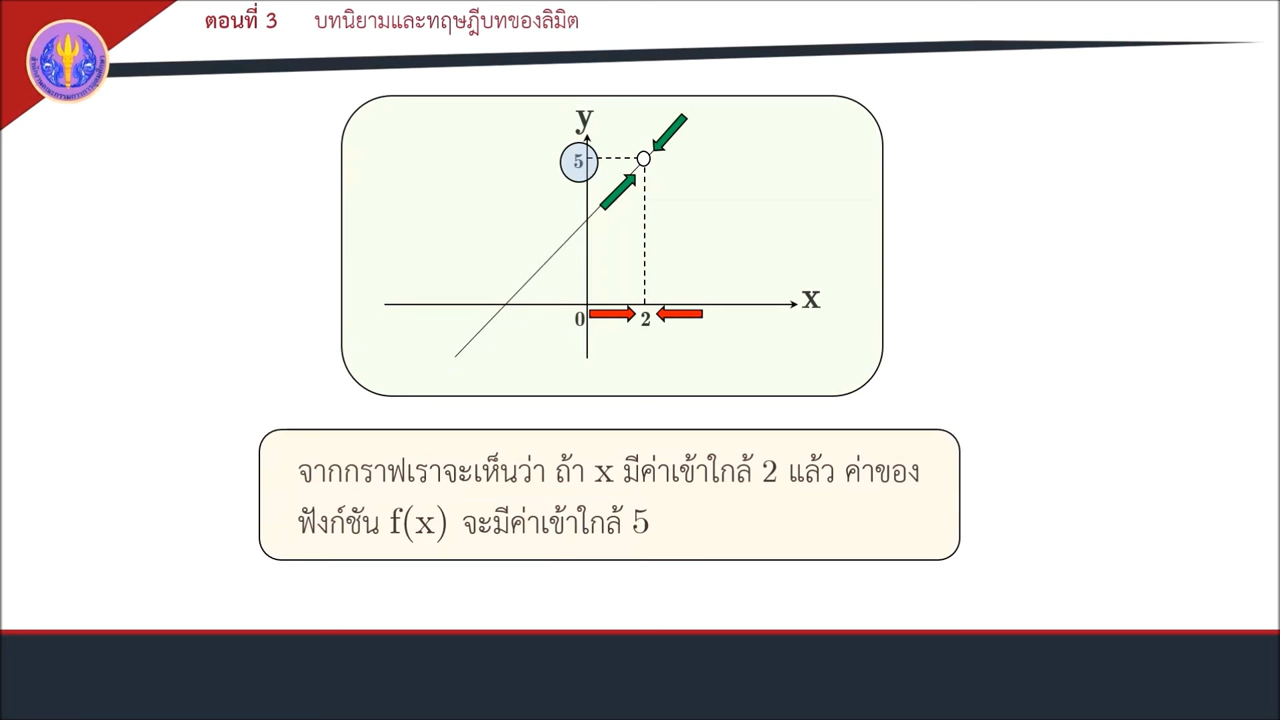 ตอนที่ 3 บทนิยามและทฤษฎีบทของลิมิต
y
5
x
0 2
จากกราฟเราจะเห็นว่า ถ้า x มีค่าเข้าใกล้ 2 แล้ว ค่าของ
ฟังก์ชัน f(x) จะมีค่าเข้าใกล้ 5